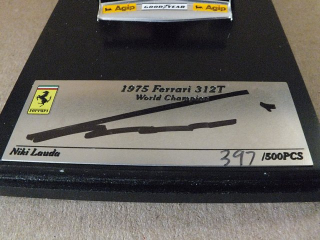 Agip GOODYEAR Agip
1975 Ferrari 312T
World Champion
Niki Lauda
397 /500PCS